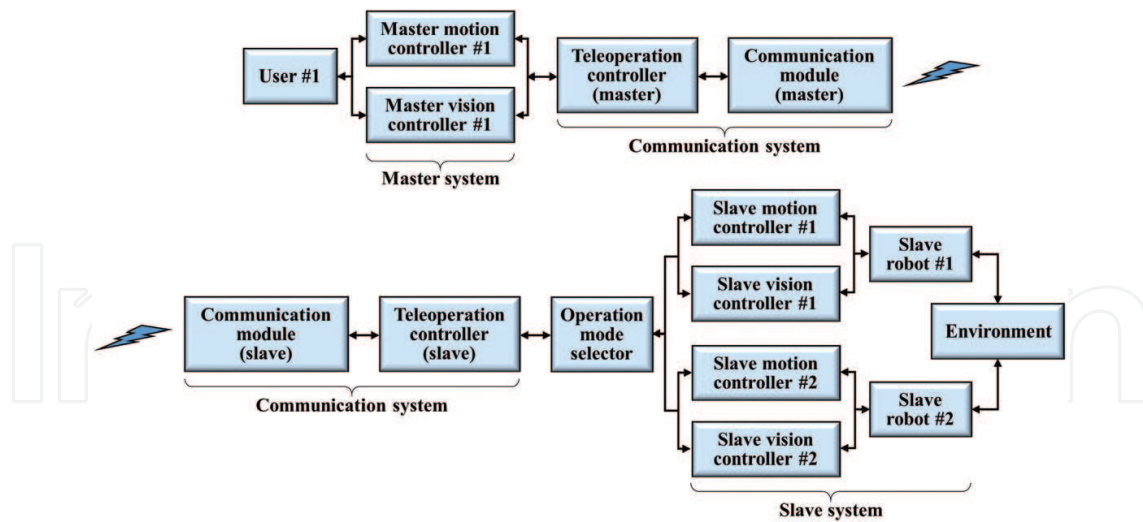 User #1
Master motion
controller #1
Master vision
controller #1
Master system
Teleoperation
controller
(master)
Communication
module
(master)
Communication system
Communication
module
(slave)
Teleoperation
controller
(slave)
Communication system
Operation
mode
selector
Slave motion
controller #1
Slave vision
controller #1
Slave motion
controller #2
Slave vision
controller #2
Slave
robot #1
Slave
robot #2
Slave system
Environment